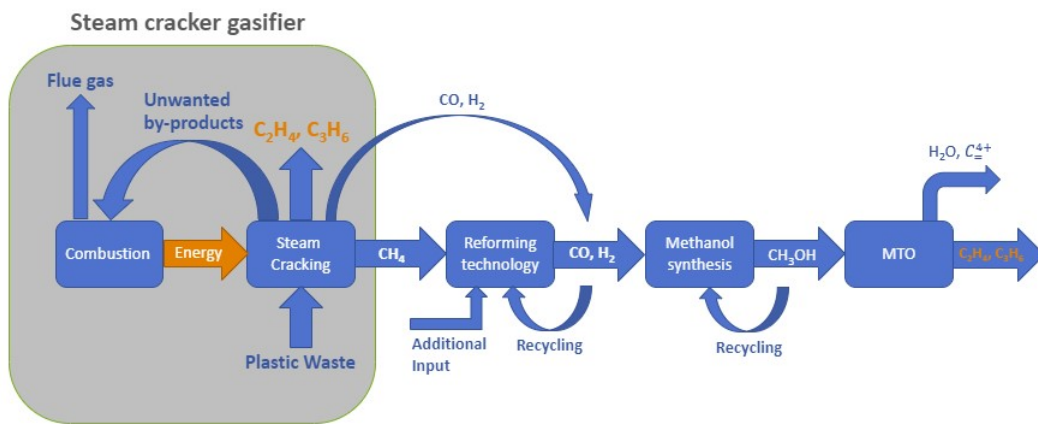 Steam cracker gasifier
Flue gas
Unwanted
by-products
C₂H₄, C₃H₆
CO, H₂
H₂O, C₌⁴⁺
Combustion
Energy
Steam
Cracking
CH₄
Reforming
technology
CO, H₂
Methanol
synthesis
CH₃OH
MTO
C₂H₄, C₃H₆
Plastic Waste
Additional
Input
Recycling
Recycling